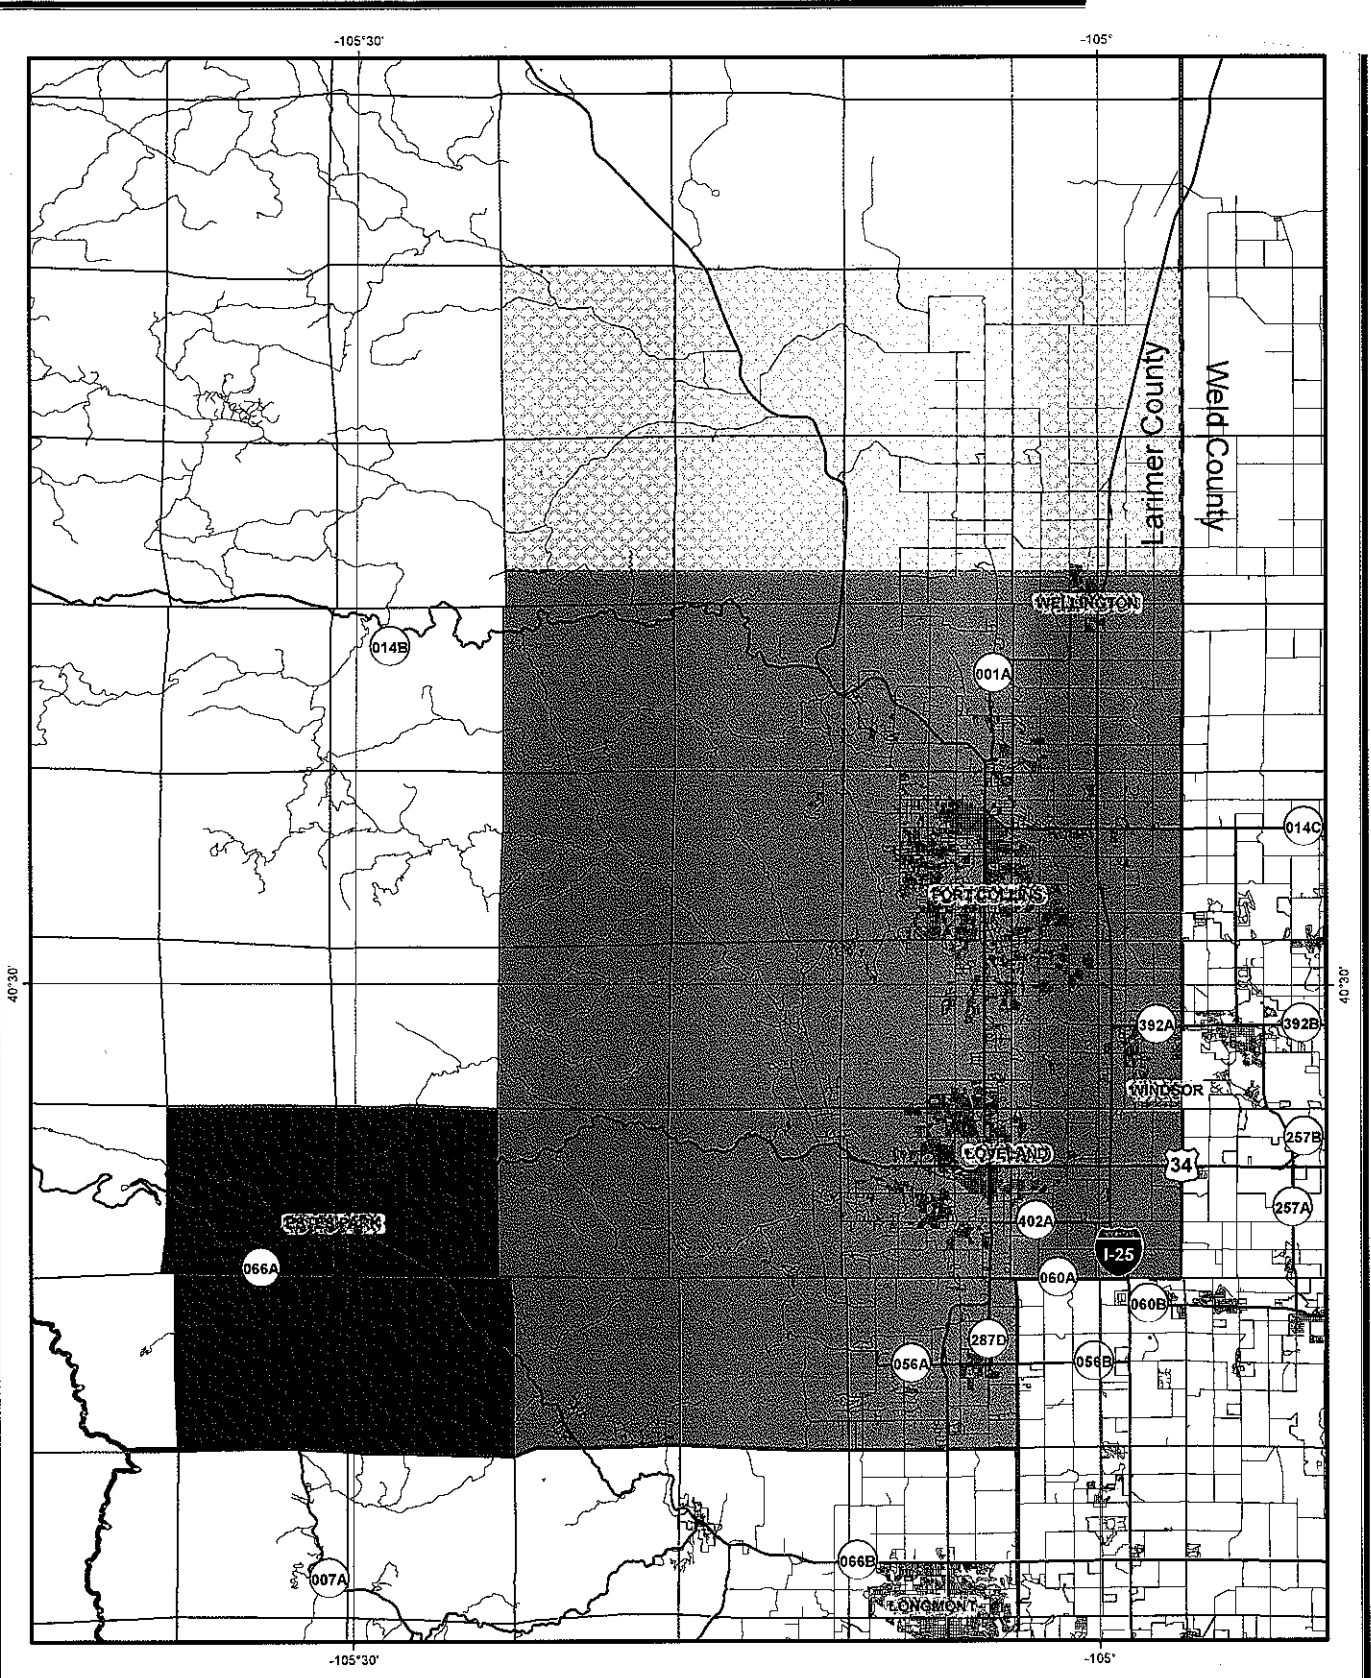 -105°30'
-105°
Larimer County
Weld County
WELLINGTON
014B
001A
014C
FORT COLLINS
40°30'
40°30'
392A
392B
WINDSOR
257B
LOVELAND
34
257A
402A
ESTES PARK
I-25
066A
060A
060B
287D
056A
056B
066B
007A
LONGMONT
-105°30'
-105°